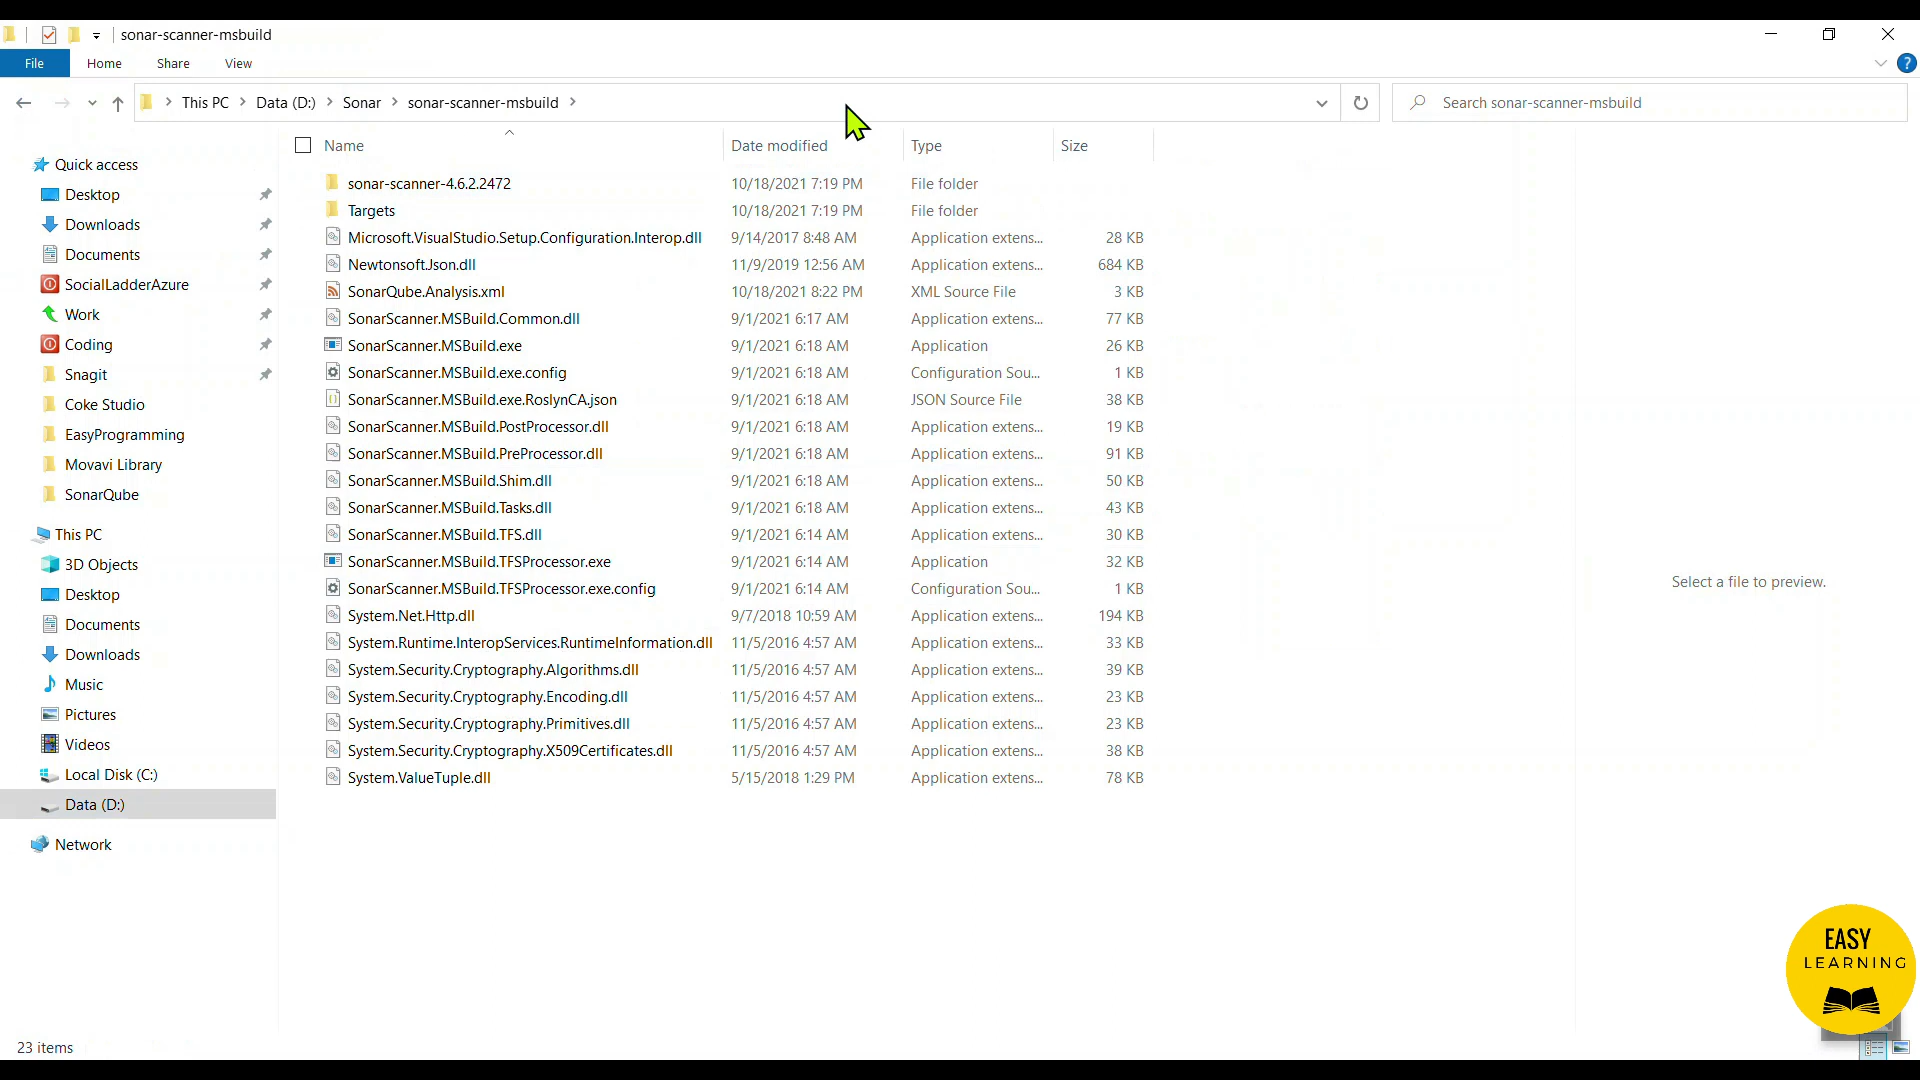 sonar-scanner-msbuild
File Home Share View
This PC Data (D:) Sonar sonar-scanner-msbuild
Search sonar-scanner-msbuild
Name Date modified Type Size
Quick access
Desktop
Downloads
Documents
SocialLadderAzure
Work
Coding
Snagit
Coke Studio
EasyProgramming
Movavi Library
SonarQube
This PC
3D Objects
Desktop
Documents
Downloads
Music
Pictures
Videos
Local Disk (C:)
Data (D:)
Network
sonar-scanner-4.6.2.2472 10/18/2021 7:19 PM File folder
Targets 10/18/2021 7:19 PM File folder
Microsoft.VisualStudio.Setup.Configuration.Interop.dll 9/14/2017 8:48 AM Application extens... 28 KB
Newtonsoft.Json.dll 11/9/2019 12:56 AM Application extens... 684 KB
SonarQube.Analysis.xml 10/18/2021 8:22 PM XML Source File 3 KB
SonarScanner.MSBuild.Common.dll 9/1/2021 6:17 AM Application extens... 77 KB
SonarScanner.MSBuild.exe 9/1/2021 6:18 AM Application 26 KB
SonarScanner.MSBuild.exe.config 9/1/2021 6:18 AM Configuration Sou... 1 KB
SonarScanner.MSBuild.exe.RoslynCA.json 9/1/2021 6:18 AM JSON Source File 38 KB
SonarScanner.MSBuild.PostProcessor.dll 9/1/2021 6:18 AM Application extens... 19 KB
SonarScanner.MSBuild.PreProcessor.dll 9/1/2021 6:18 AM Application extens... 91 KB
SonarScanner.MSBuild.Shim.dll 9/1/2021 6:18 AM Application extens... 50 KB
SonarScanner.MSBuild.Tasks.dll 9/1/2021 6:18 AM Application extens... 43 KB
SonarScanner.MSBuild.TFS.dll 9/1/2021 6:14 AM Application extens... 30 KB
SonarScanner.MSBuild.TFSProcessor.exe 9/1/2021 6:14 AM Application 32 KB
SonarScanner.MSBuild.TFSProcessor.exe.config 9/1/2021 6:14 AM Configuration Sou... 1 KB
System.Net.Http.dll 9/7/2018 10:59 AM Application extens... 194 KB
System.Runtime.InteropServices.RuntimeInformation.dll 11/5/2016 4:57 AM Application extens... 33 KB
System.Security.Cryptography.Algorithms.dll 11/5/2016 4:57 AM Application extens... 39 KB
System.Security.Cryptography.Encoding.dll 11/5/2016 4:57 AM Application extens... 23 KB
System.Security.Cryptography.Primitives.dll 11/5/2016 4:57 AM Application extens... 23 KB
System.Security.Cryptography.X509Certificates.dll 11/5/2016 4:57 AM Application extens... 38 KB
System.ValueTuple.dll 5/15/2018 1:29 PM Application extens... 78 KB
Select a file to preview.
EASY
LEARNING
23 items